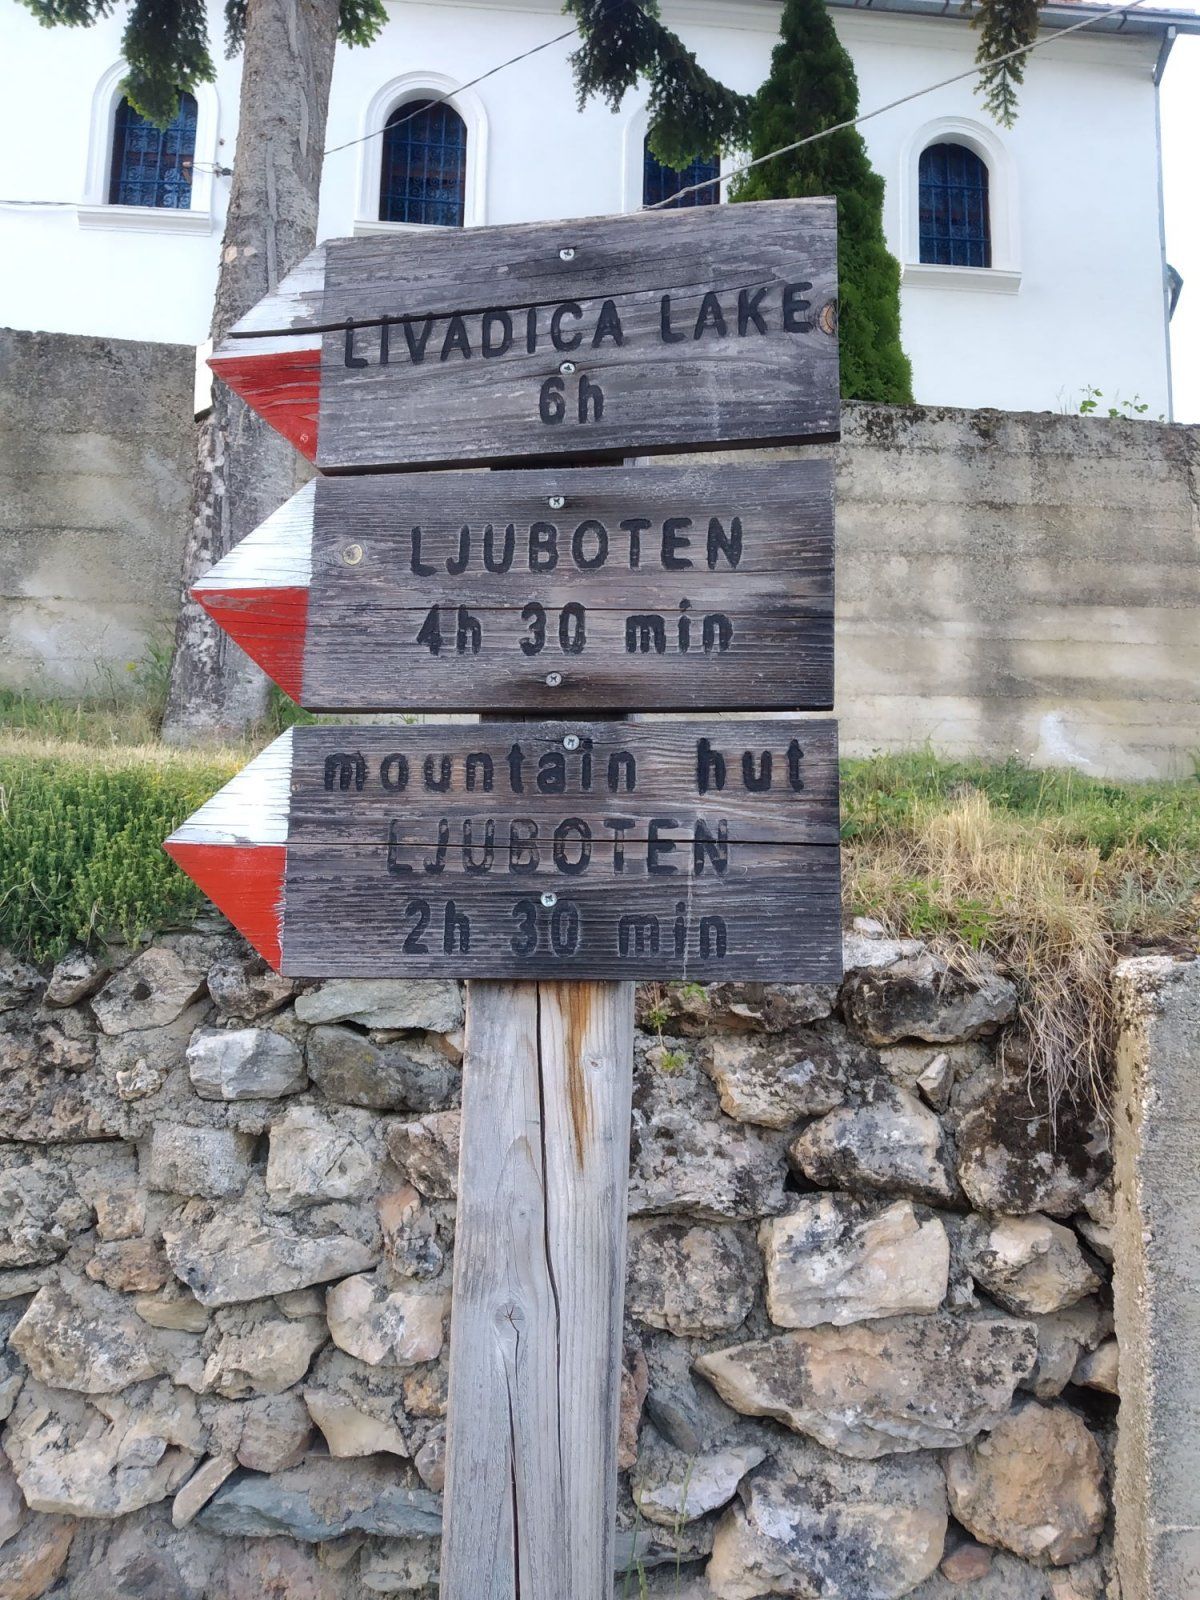 LIVADICA LAKE
6h
LJUBOTEN
4h 30 min
mountain hut
LJUBOTEN
2h 30 min